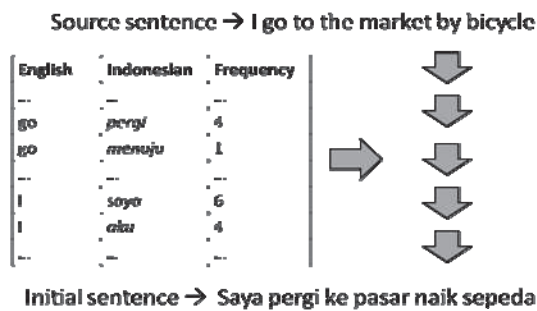 Source sentence → I go to the market by bicycle
English Indonesian Frequency
... ... ...
go pergi 4
go menuju 1
... ... ...
I saya 6
I aku 4
... ... ...
Initial sentence → Saya pergi ke pasar naik sepeda